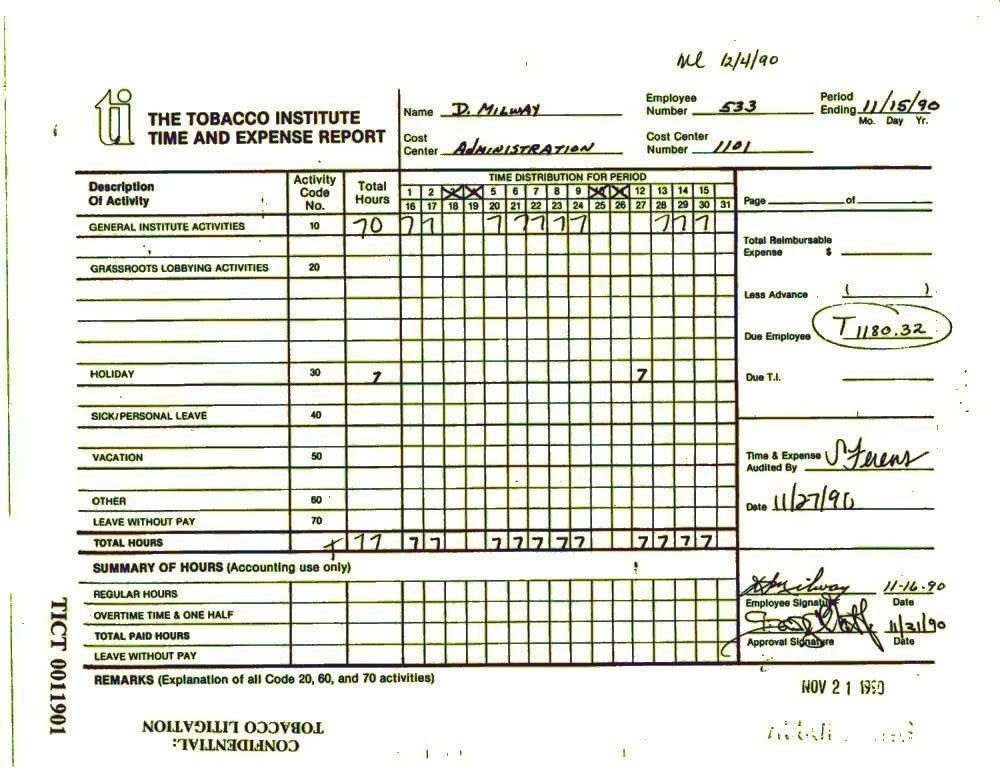 Ml 12/4/90
ti
THE TOBACCO INSTITUTE
TIME AND EXPENSE REPORT
Name D. MILWAY
Employee Number 533
Period Ending 11/15/90
Mo. Day Yr.
Cost Center ADMINISTRATION
Cost Center Number 1101
Description Of Activity
Activity Code No.
Total Hours
TIME DISTRIBUTION FOR PERIOD
1 2 5 6 7 8 9 12 13 14 15
16 17 18 19 20 21 22 23 24 25 26 27 28 29 30 31
Page of
GENERAL INSTITUTE ACTIVITIES 10 70 7 7 7 7 7 7 7 7 7 7
Total Reimbursable Expense $
GRASSROOTS LOBBYING ACTIVITIES 20
Less Advance ( )
Due Employee T 1180.32
HOLIDAY 30 7 7
Due T.I.
SICK/PERSONAL LEAVE 40
VACATION 50
Time & Expense Audited By J Ferens
OTHER 60
Date 11/27/90
LEAVE WITHOUT PAY 70
TOTAL HOURS 77 7 7 7 7 7 7 7 7 7 7 7
SUMMARY OF HOURS (Accounting use only)
REGULAR HOURS
OVERTIME TIME & ONE HALF
TOTAL PAID HOURS
LEAVE WITHOUT PAY
Milway 11-16-90
Employee Signature Date
11/21/90
Approval Signature Date
REMARKS (Explanation of all Code 20, 60, and 70 activities)
NOV 21 1990
TICT 0011901
CONFIDENTIAL:
TOBACCO LITIGATION